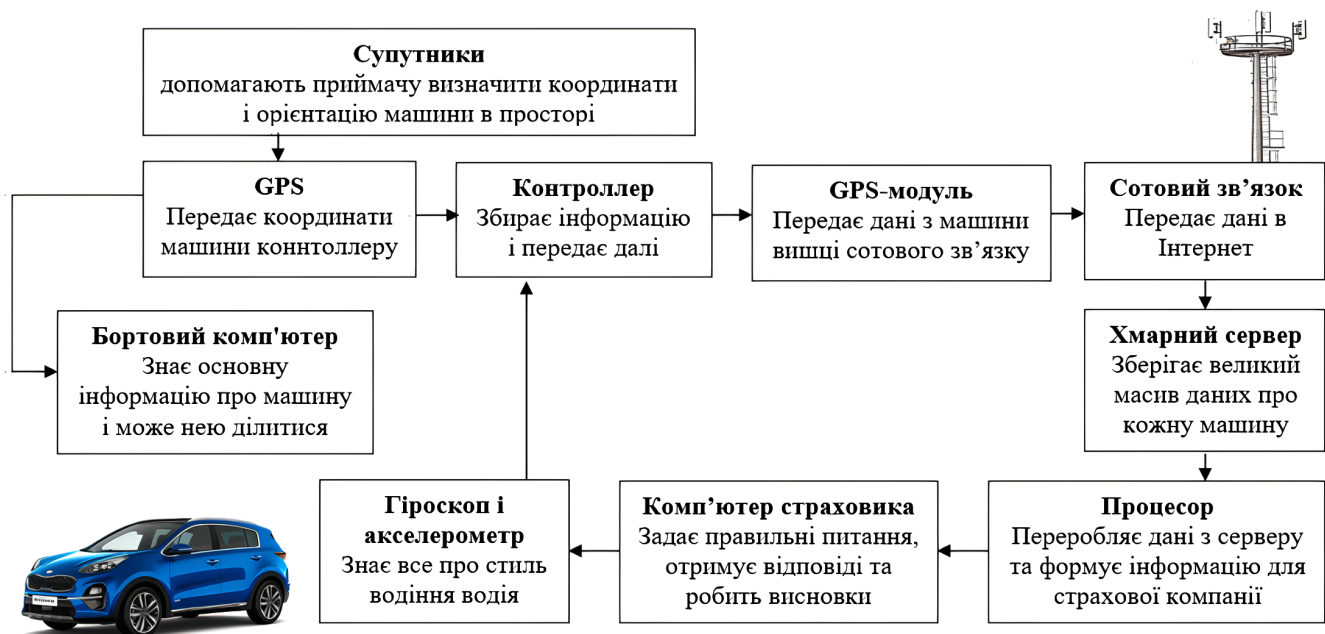 Супутники
допомагають приймачу визначити координати
і орієнтацію машини в просторі
GPS
Передає координати
машини коннтоллеру
Контроллер
Збирає інформацію
і передає далі
GPS-модуль
Передає дані з машини
вишці сотового зв’язку
Сотовий зв’язок
Передає дані в
Інтернет
Бортовий комп'ютер
Знає основну
інформацію про машину
і може нею ділитися
Хмарний сервер
Зберігає великий
масив даних про
кожну машину
Гіроскоп і
акселерометр
Знає все про стиль
водіння водія
Комп’ютер страховика
Задає правильні питання,
отримує відповіді та
робить висновки
Процесор
Переробляє дані з серверу
та формує інформацію для
страхової компанії